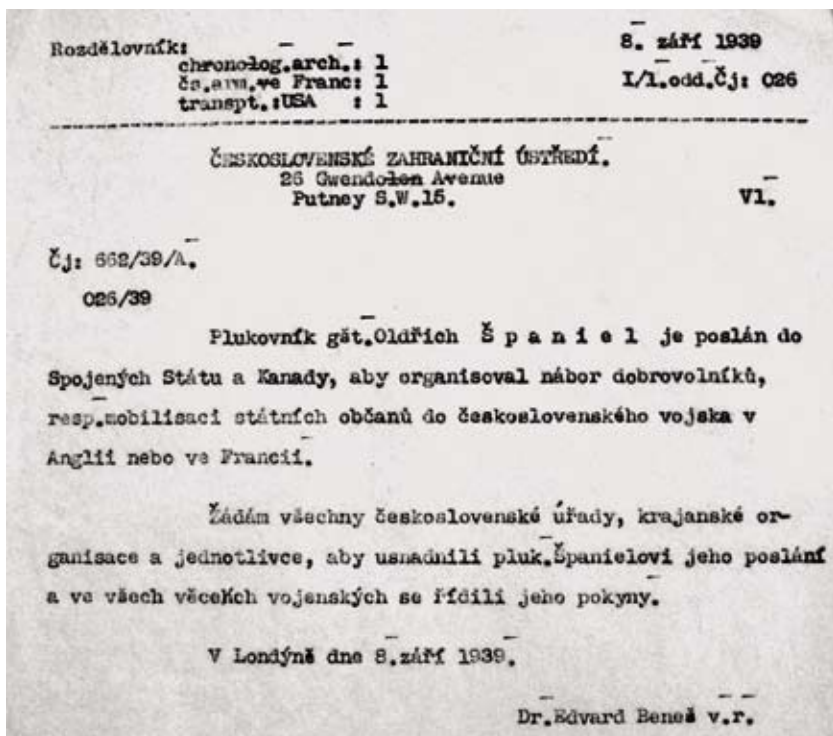 Rozdělovník:
chronolog.arch.: 1
čs.arm.ve Franc: 1
transpt.:USA : 1
8. září 1939
I/1.odd.Čj: 026
ČESKOSLOVENSKÉ ZAHRANIČNÍ ÚSTŘEDÍ.
26 Gwendolen Avenue
Putney S.W.15.
Vl.
Čj: 662/39/A.
026/39
Plukovník gšt.Oldřich Š p a n i e l je poslán do
Spojených Státu a Kanady, aby organisoval nábor dobrovolníků,
resp.mobilisaci státních občanů do československého vojska v
Anglii nebo ve Francii.
Žádám všechny československé úřady, krajanské or-
ganisace a jednotlivce, aby usnadnili pluk.Španielovi jeho poslání
a ve všech věcech vojenských se řídili jeho pokyny.
V Londýně dne 8.září 1939.
Dr.Edvard Beneš v.r.